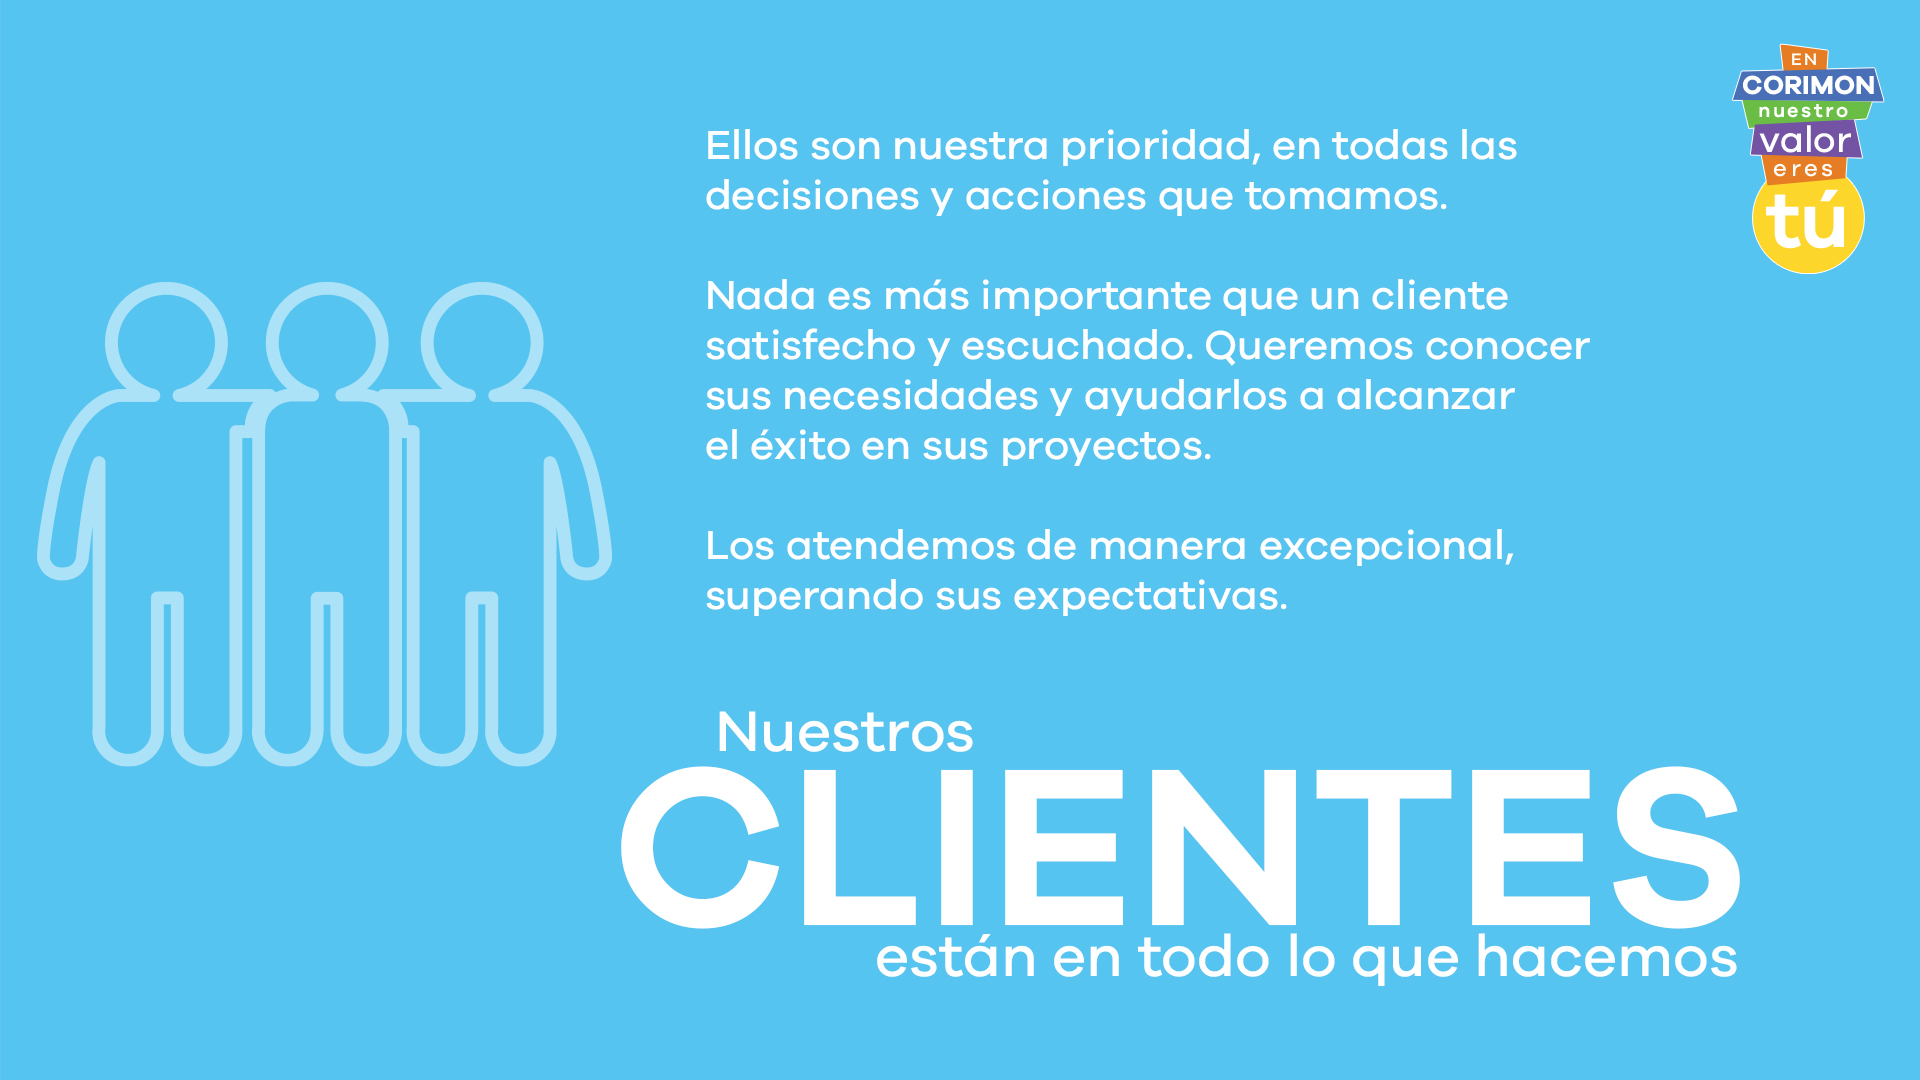 EN
CORIMON
nuestro
valor
eres
tú
Ellos son nuestra prioridad, en todas las
decisiones y acciones que tomamos.
Nada es más importante que un cliente
satisfecho y escuchado. Queremos conocer
sus necesidades y ayudarlos a alcanzar
el éxito en sus proyectos.
Los atendemos de manera excepcional,
superando sus expectativas.
Nuestros
CLIENTES
están en todo lo que hacemos